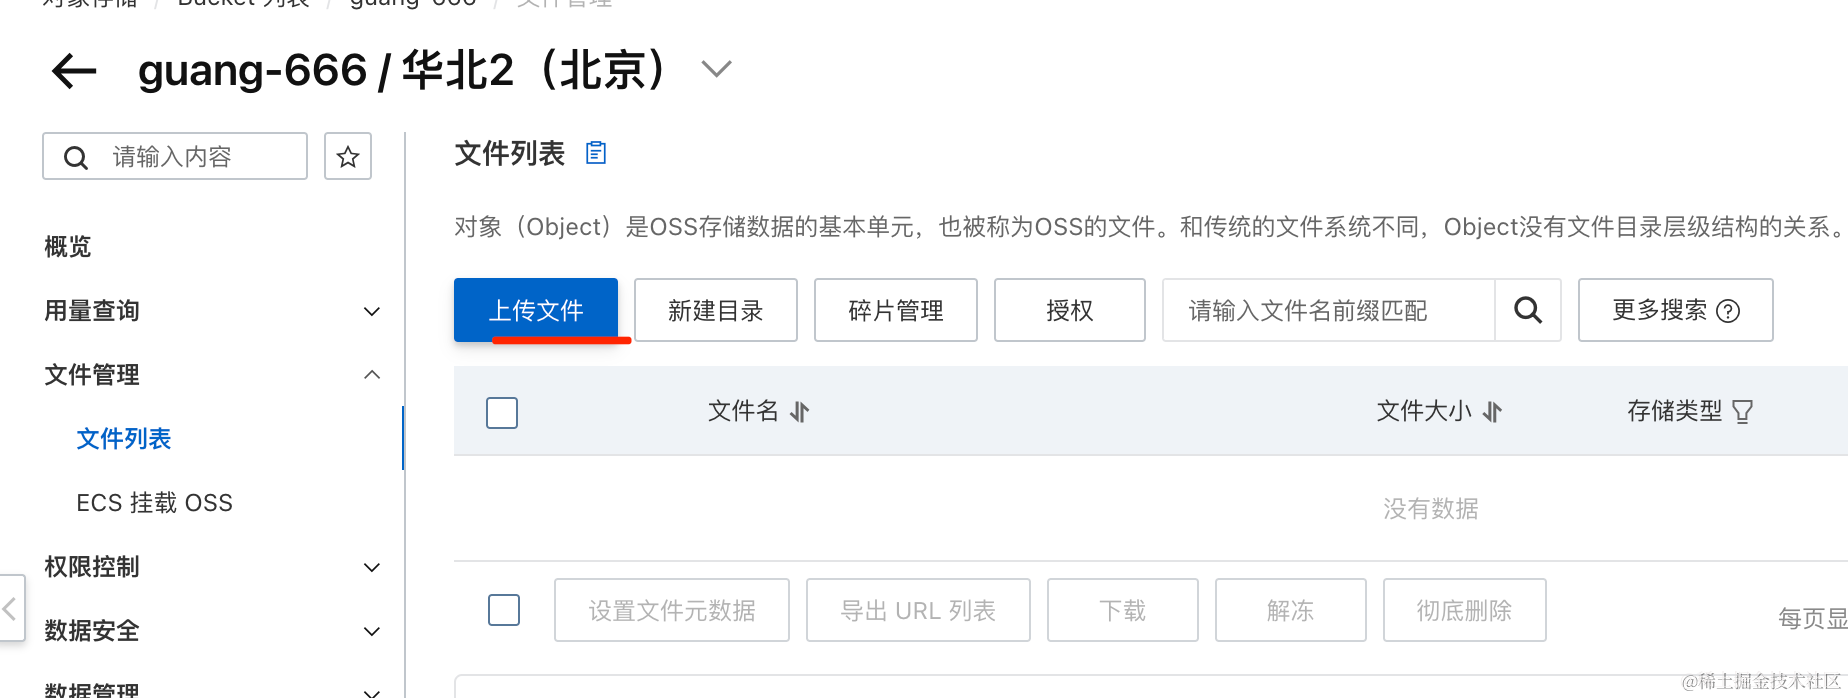 对象存储 / Bucket 列表 / guang-666 / 文件管理
guang-666 / 华北2（北京）
请输入内容
概览
用量查询
文件管理
文件列表
ECS 挂载 OSS
权限控制
数据安全
数据管理
文件列表
对象（Object）是OSS存储数据的基本单元，也被称为OSS的文件。和传统的文件系统不同，Object没有文件目录层级结构的关系。
上传文件 新建目录 碎片管理 授权 请输入文件名前缀匹配 更多搜索
文件名 文件大小 存储类型
没有数据
设置文件元数据 导出 URL 列表 下载 解冻 彻底删除 每页显
@稀土掘金技术社区